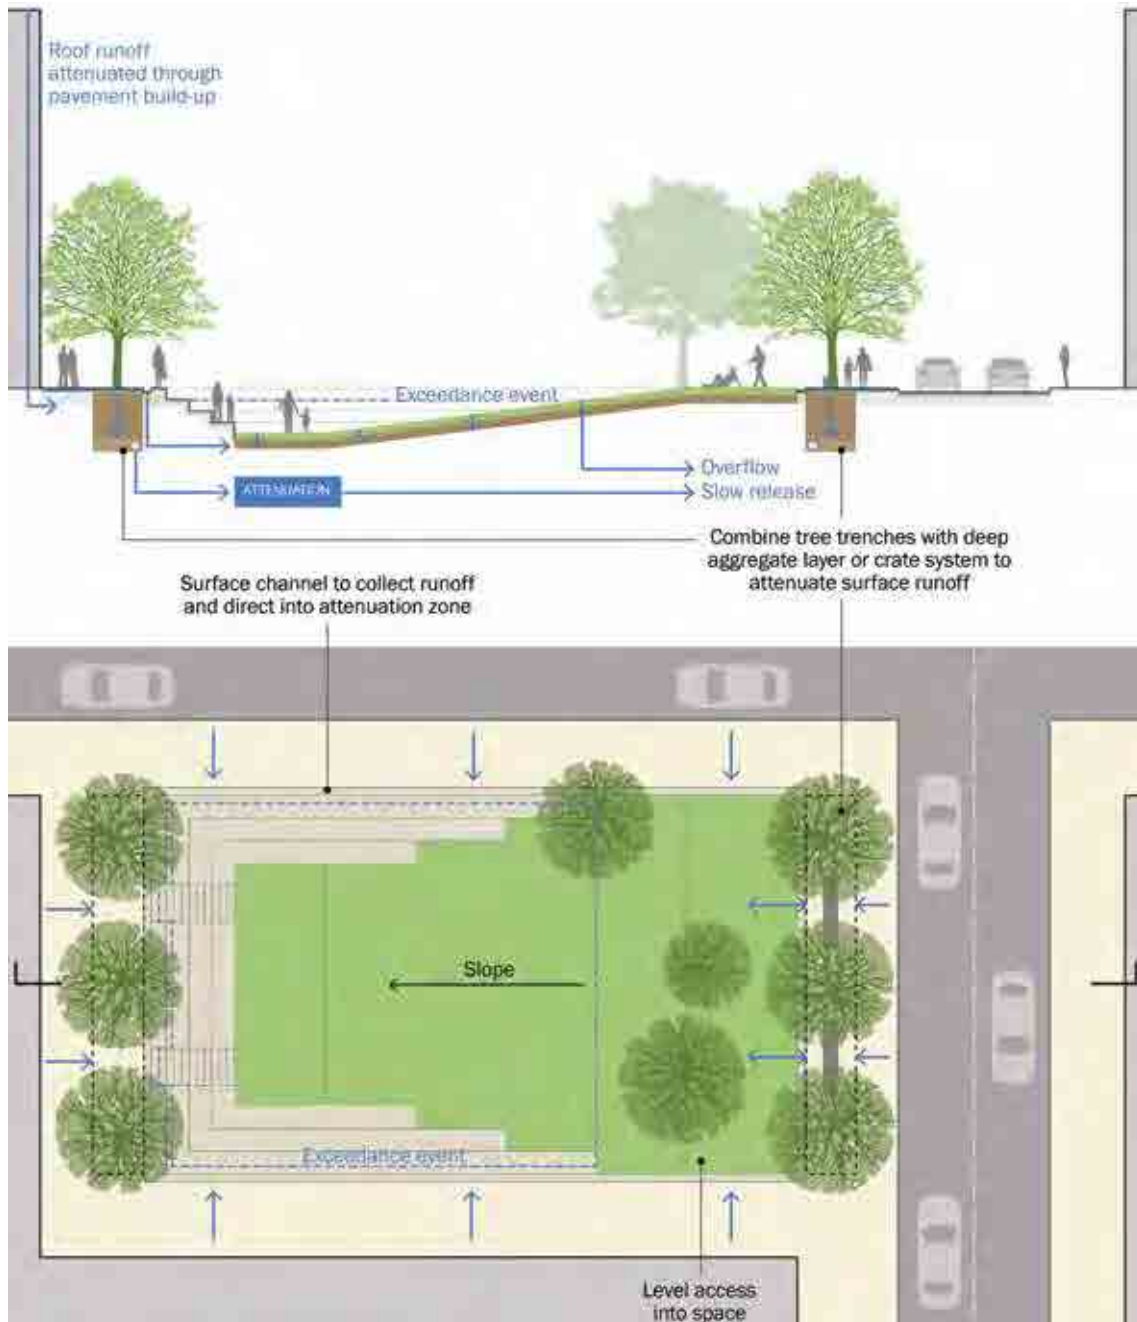 Roof runoff
attenuated through
pavement build-up
Exceedance event
Overflow
ATTENUATION
Slow release
Combine tree trenches with deep
aggregate layer or crate system to
attenuate surface runoff
Surface channel to collect runoff
and direct into attenuation zone
Slope
Exceedance event
Level access
into space